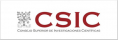 CSIC
CONSEJO SUPERIOR DE INVESTIGACIONES CIENTÍFICAS